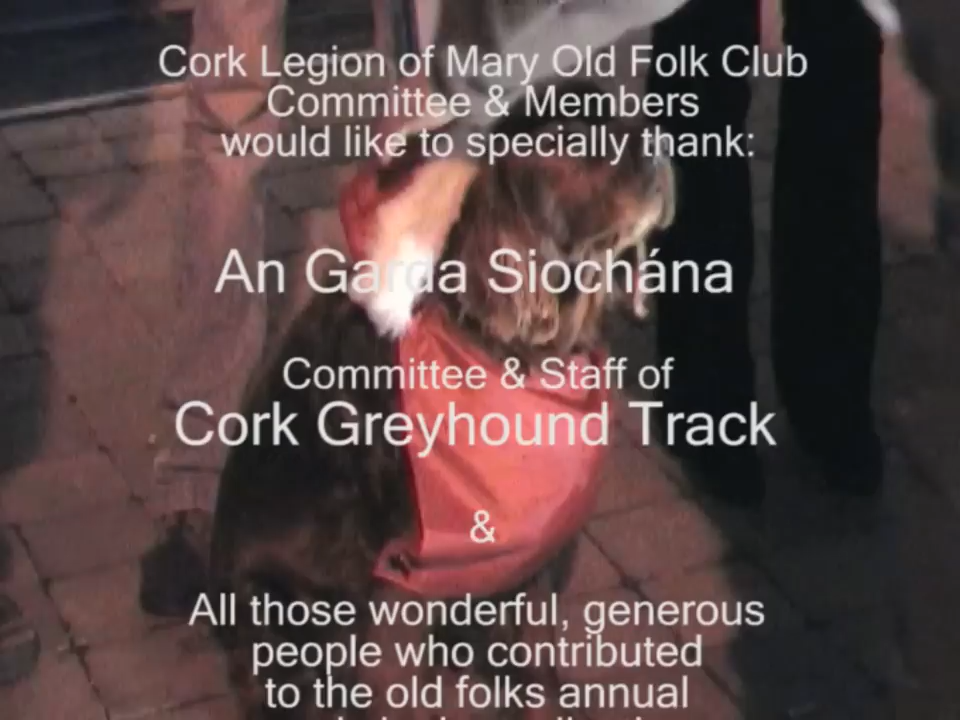 Cork Legion of Mary Old Folk Club
Committee & Members
would like to specially thank:
An Garda Siochána
Committee & Staff of
Cork Greyhound Track
&
All those wonderful, generous
people who contributed
to the old folks annual